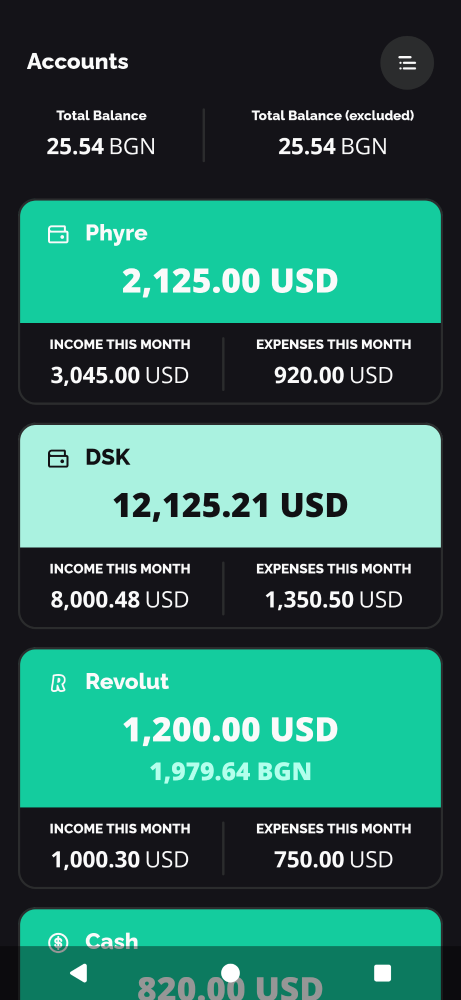 Accounts
Total Balance
Total Balance (excluded)
25.54 BGN
25.54 BGN
Phyre
2,125.00 USD
INCOME THIS MONTH
EXPENSES THIS MONTH
3,045.00 USD
920.00 USD
DSK
12,125.21 USD
INCOME THIS MONTH
EXPENSES THIS MONTH
8,000.48 USD
1,350.50 USD
Revolut
1,200.00 USD
1,979.64 BGN
INCOME THIS MONTH
EXPENSES THIS MONTH
1,000.30 USD
750.00 USD
Cash
820.00 USD